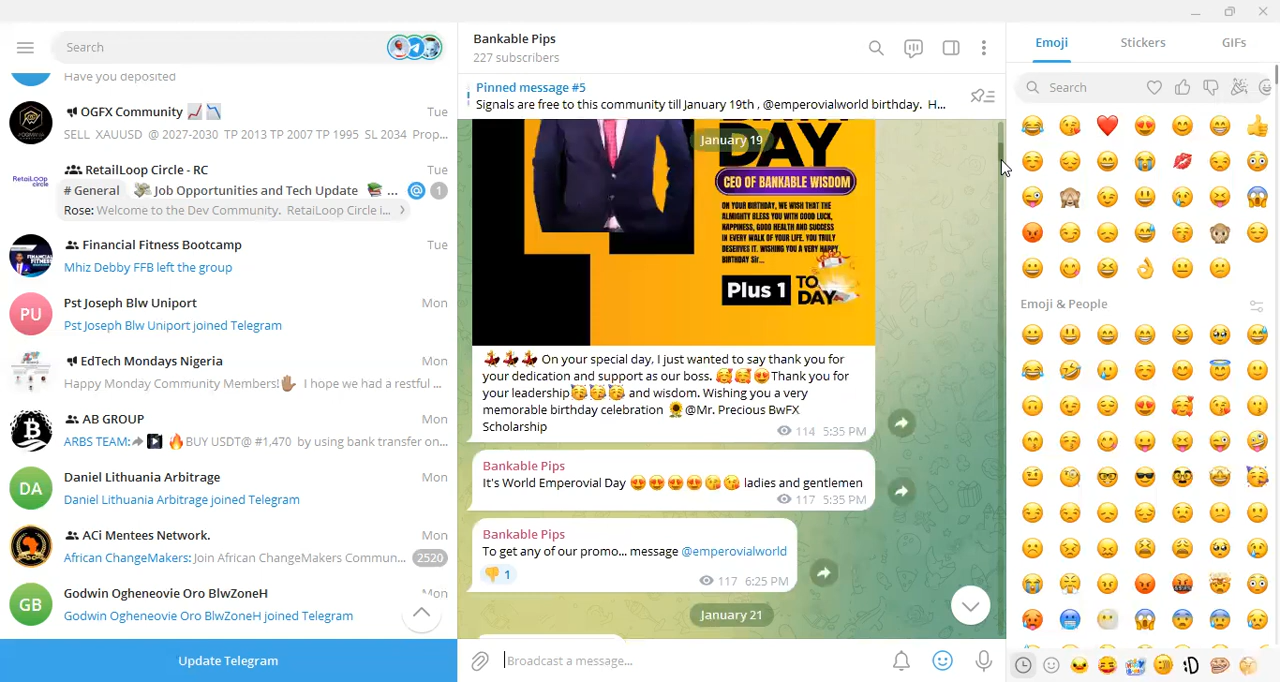 Search
Have you deposited
OGFX Community 📈 📉
Tue
SELL XAUUSD @ 2027-2030 TP 2013 TP 2007 TP 1995 SL 2034 Prop...
RetailLoop Circle - RC
Tue
RETAILLOOP circle
# General 💸 Job Opportunities and Tech Update 📚 ...
@ 1
Rose: Welcome to the Dev Community. RetaiLoop Circle i...
Financial Fitness Bootcamp
Tue
Mhiz Debby FFB left the group
PU
Pst Joseph Blw Uniport
Mon
Pst Joseph Blw Uniport joined Telegram
EdTech Mondays Nigeria
Mon
Happy Monday Community Members!✋🏽 I hope we had a restful ...
AB GROUP
Mon
ARBS TEAM: 🔥BUY USDT@ #1,470 by using bank transfer on...
DA
Daniel Lithuania Arbitrage
Mon
Daniel Lithuania Arbitrage joined Telegram
ACi Mentees Network.
Mon
African ChangeMakers: Join African ChangeMakers Commun...
2520
GB
Godwin Ogheneovie Oro BlwZoneH
Mon
Godwin Ogheneovie Oro BlwZoneH joined Telegram
Update Telegram
Bankable Pips
227 subscribers
Pinned message #5
Signals are free to this community till January 19th , @emperovialworld birthday. H...
January 19
DAY
CEO OF BANKABLE WISDOM
ON YOUR BIRTHDAY, WE WISH THAT THE
ALMIGHTY BLESS YOU WITH GOOD LUCK,
HAPPINESS, GOOD HEALTH AND SUCCESS
IN EVERY WALK OF YOUR LIFE. YOU TRULY
DESERVES IT. WISHING YOU A VERY HAPPY
BIRTHDAY Sir...
Plus 1 TO
DAY
💃💃💃 On your special day, I just wanted to say thank you for
your dedication and support as our boss. 🥰🥰😍Thank you for
your leadership🥳🥳🥳 and wisdom. Wishing you a very
memorable birthday celebration 🌻@Mr. Precious BwFX
Scholarship
114 5:35 PM
Bankable Pips
It's World Emperovial Day 😍😍😍😍😘😘 ladies and gentlemen
117 5:35 PM
Bankable Pips
To get any of our promo... message @emperovialworld
👎 1
117 6:25 PM
January 21
Broadcast a message...
Emoji
Stickers
GIFs
Search
Emoji & People